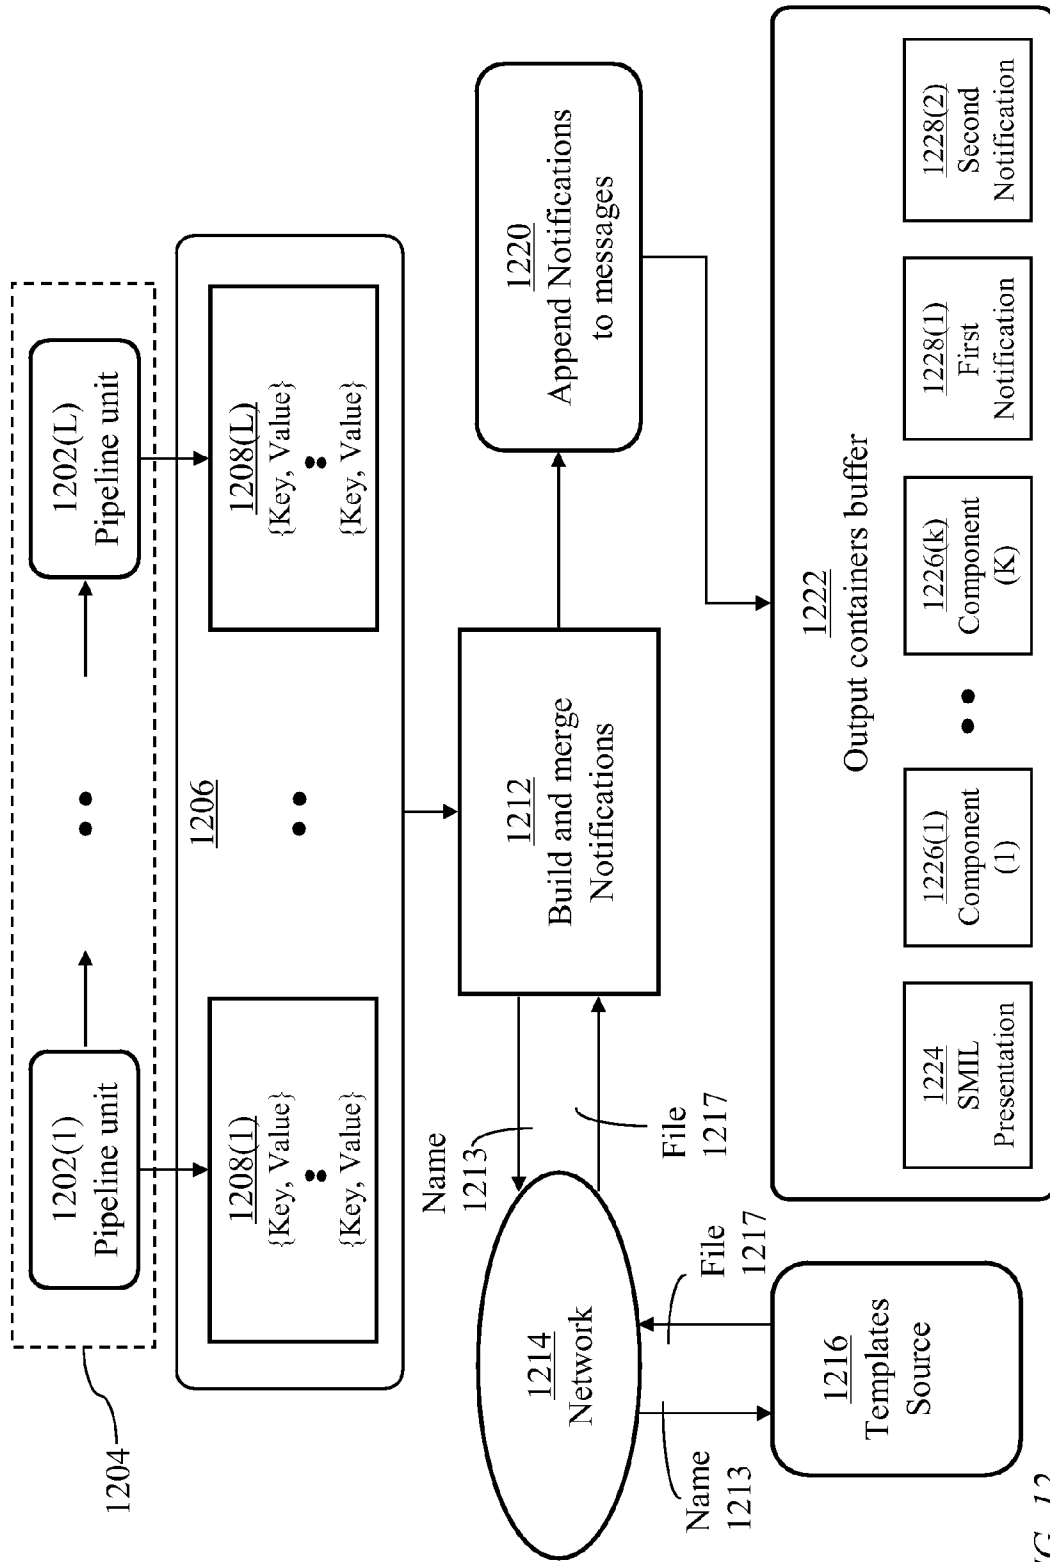 1204
1202(1)
Pipeline unit
1202(L)
Pipeline unit
1206
1208(1)
{Key, Value}
{Key, Value}
1208(L)
{Key, Value}
{Key, Value}
Name
1213
File
1217
1214
Network
1212
Build and merge
Notifications
1220
Append Notifications
to messages
Name
1213
File
1217
1216
Templates
Source
1222
Output containers buffer
1224
SMIL
Presentation
1226(1)
Component
(1)
1226(k)
Component
(K)
1228(1)
First
Notification
1228(2)
Second
Notification
12